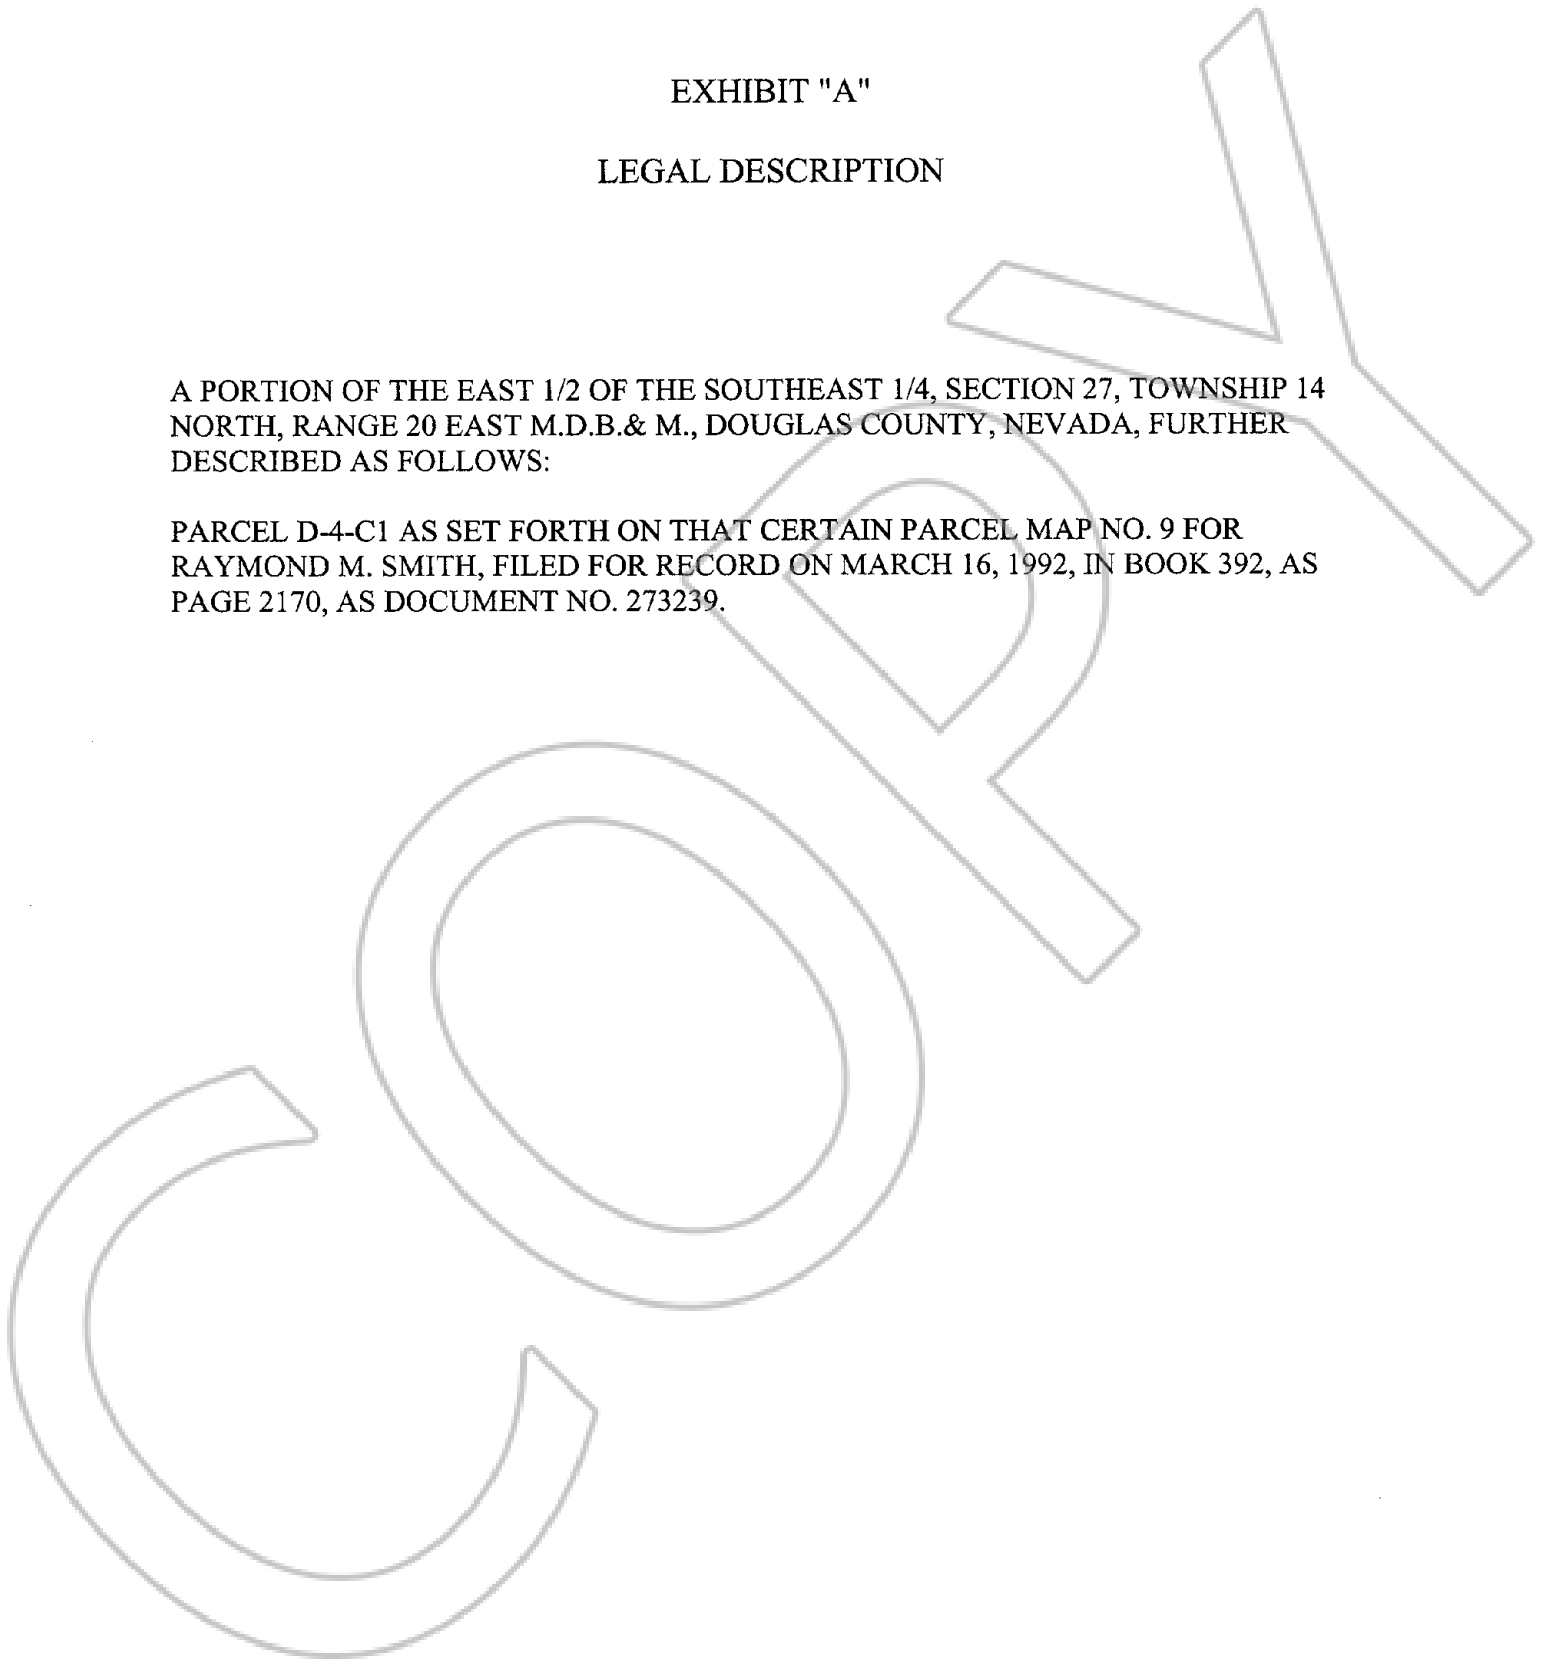 EXHIBIT "A"
LEGAL DESCRIPTION
A PORTION OF THE EAST 1/2 OF THE SOUTHEAST 1/4, SECTION 27, TOWNSHIP 14
NORTH, RANGE 20 EAST M.D.B.& M., DOUGLAS COUNTY, NEVADA, FURTHER
DESCRIBED AS FOLLOWS:
PARCEL D-4-C1 AS SET FORTH ON THAT CERTAIN PARCEL MAP NO. 9 FOR
RAYMOND M. SMITH, FILED FOR RECORD ON MARCH 16, 1992, IN BOOK 392, AS
PAGE 2170, AS DOCUMENT NO. 273239.
COPY